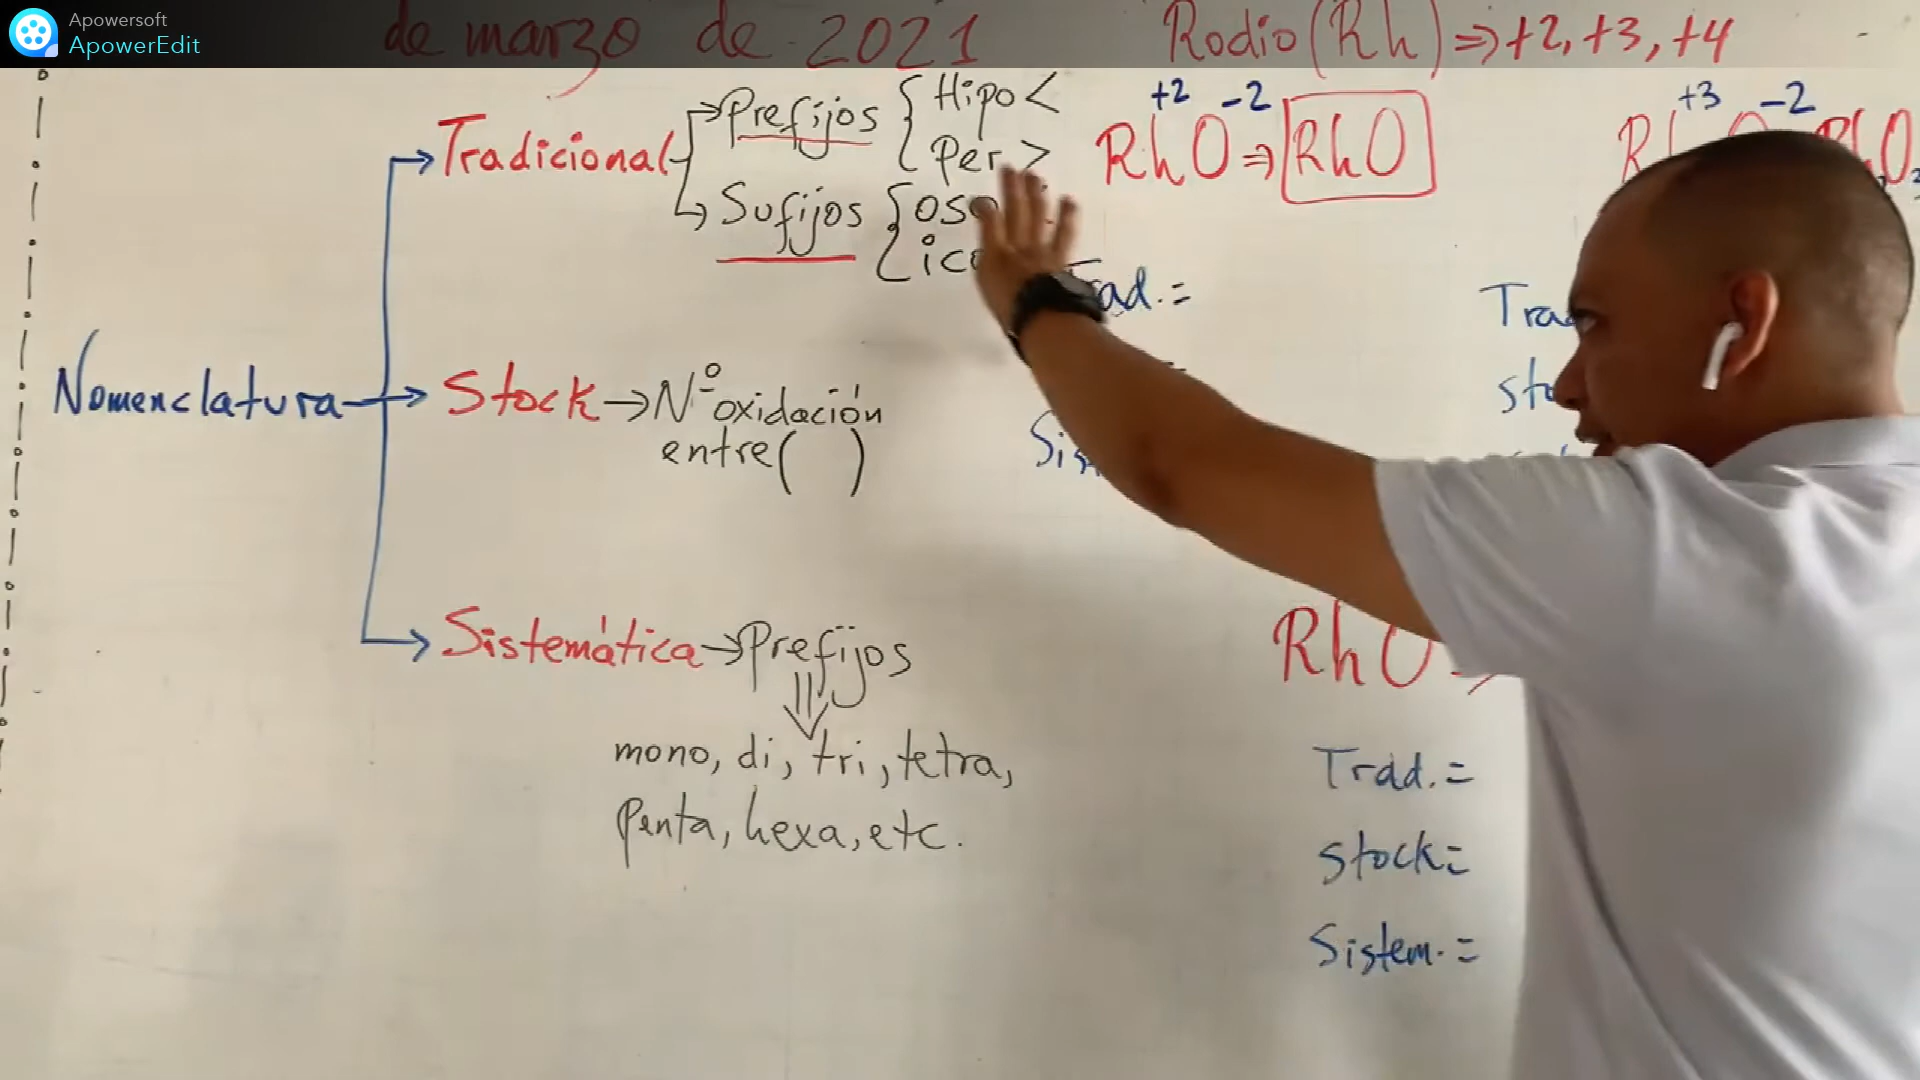 Apowersoft
ApowerEdit
de marzo de 2021
Rodio (Rh) ⇒ +2, +3, +4
Tradicional
Prefijos { Hipo <
Per >
Sufijos { oso
ico
+2 -2
RhO ⇒ RhO
+3 -2
Trad. =
Nomenclatura
Stock → Nº oxidación
entre ( )
Sistemática → Prefijos
mono, di, tri, tetra,
penta, hexa, etc.
RhO
Trad. =
Stock =
Sistem. =